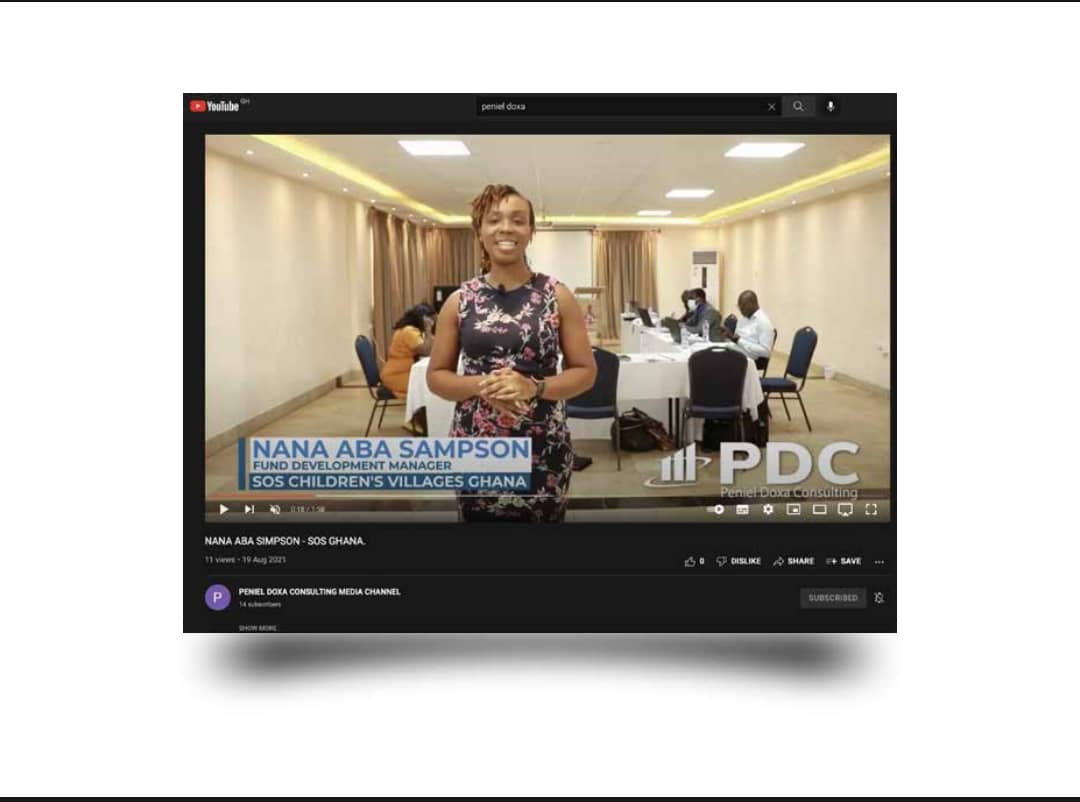 YouTube GH
peniel doxa
NANA ABA SAMPSON
FUND DEVELOPMENT MANAGER
SOS CHILDREN'S VILLAGES GHANA
PDC
Peniel Doxa Consulting
0:18 / 1:58
NANA ABA SIMPSON - SOS GHANA.
11 views • 19 Aug 2021
0 DISLIKE SHARE SAVE
P
PENIEL DOXA CONSULTING MEDIA CHANNEL
14 subscribers
SUBSCRIBED
SHOW MORE